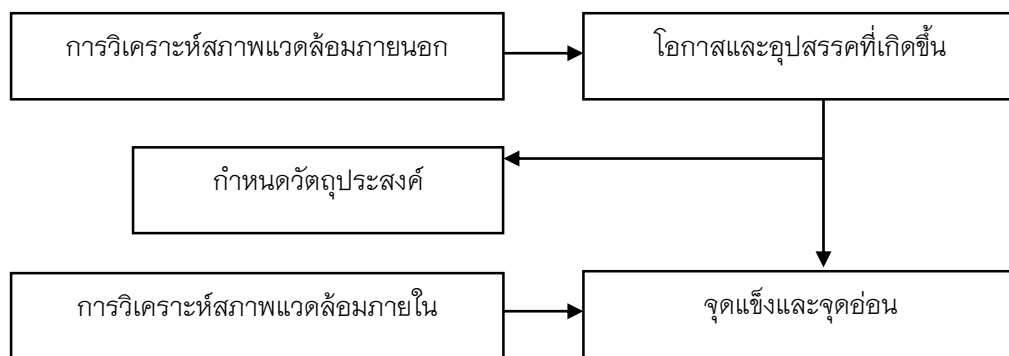 การวิเคราะห์สภาพแวดล้อมภายนอก
โอกาสและอุปสรรคที่เกิดขึ้น
กำหนดวัตถุประสงค์
การวิเคราะห์สภาพแวดล้อมภายใน
จุดแข็งและจุดอ่อน